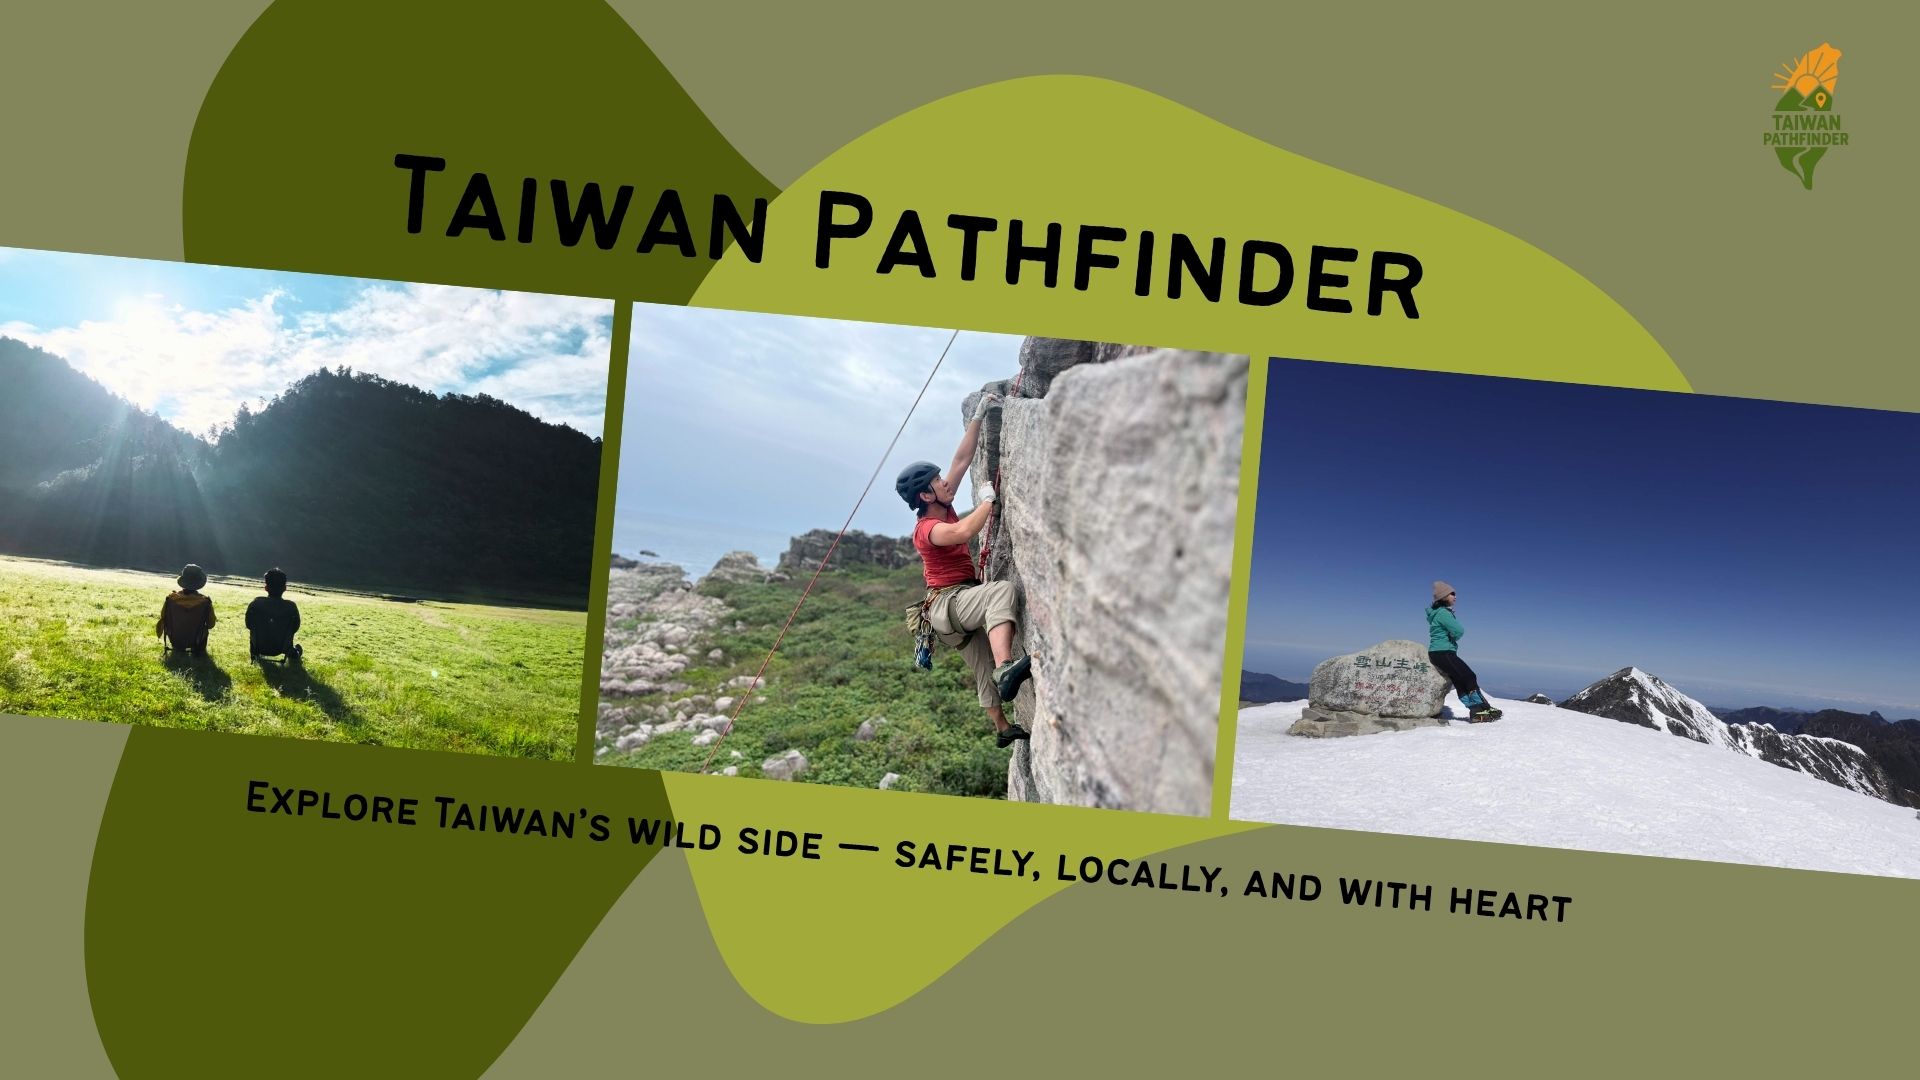 TAIWAN
PATHFINDER
TAIWAN PATHFINDER
雪山主峰
EXPLORE TAIWAN'S WILD SIDE — SAFELY, LOCALLY, AND WITH HEART